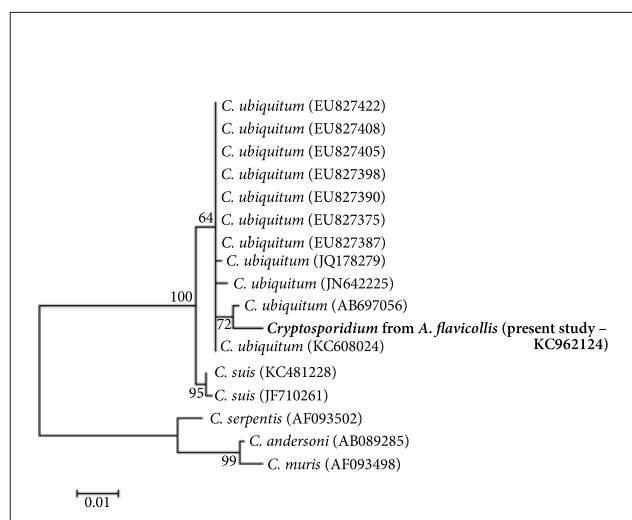 C. ubiquitum (EU827422)
C. ubiquitum (EU827408)
C. ubiquitum (EU827405)
C. ubiquitum (EU827398)
C. ubiquitum (EU827390)
64
C. ubiquitum (EU827375)
C. ubiquitum (EU827387)
C. ubiquitum (JQ178279)
C. ubiquitum (JN642225)
100
C. ubiquitum (AB697056)
72
Cryptosporidium from A. flavicollis (present study –
KC962124)
C. ubiquitum (KC608024)
C. suis (KC481228)
95
C. suis (JF710261)
C. serpentis (AF093502)
C. andersoni (AB089285)
99
C. muris (AF093498)
0.01